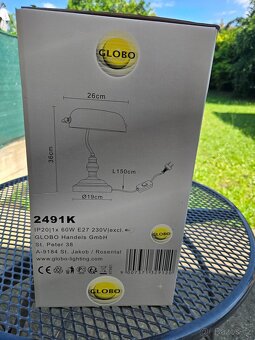 GLOBO
26cm
36cm
L150cm
Ø19cm
2491K
IP20|1x 60W E27 230V|excl.
GLOBO Handels GmbH
St. Peter 38
A-9184 St. Jakob / Rosental
www.globo-lighting.com
GLOBO
GLOBO